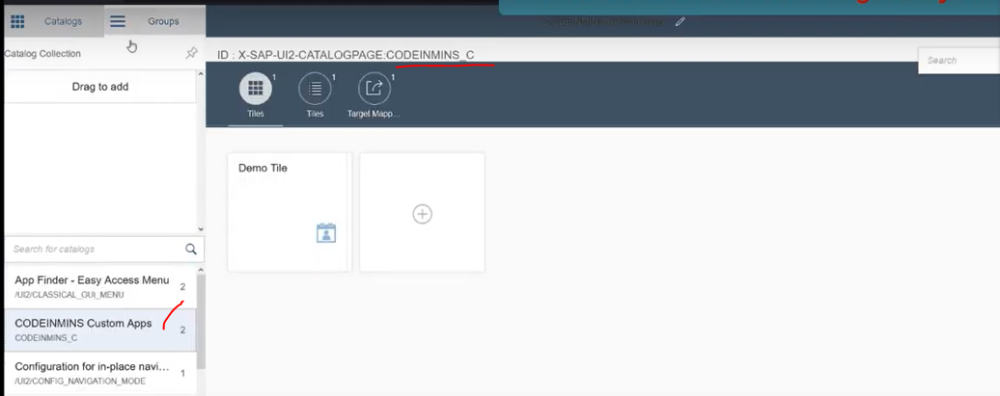 Catalogs
Groups
Catalog Collection
ID : X-SAP-UI2-CATALOGPAGE:CODEINMINS_C
Search
Drag to add
1
1
1
Tiles
Tiles
Target Mapp...
Demo Tile
Search for catalogs
App Finder - Easy Access Menu
2
/UI2/CLASSICAL_GUI_MENU
CODEINMINS Custom Apps
2
CODEINMINS_C
Configuration for in-place navi...
1
/UI2/CONFIG_NAVIGATION_MODE